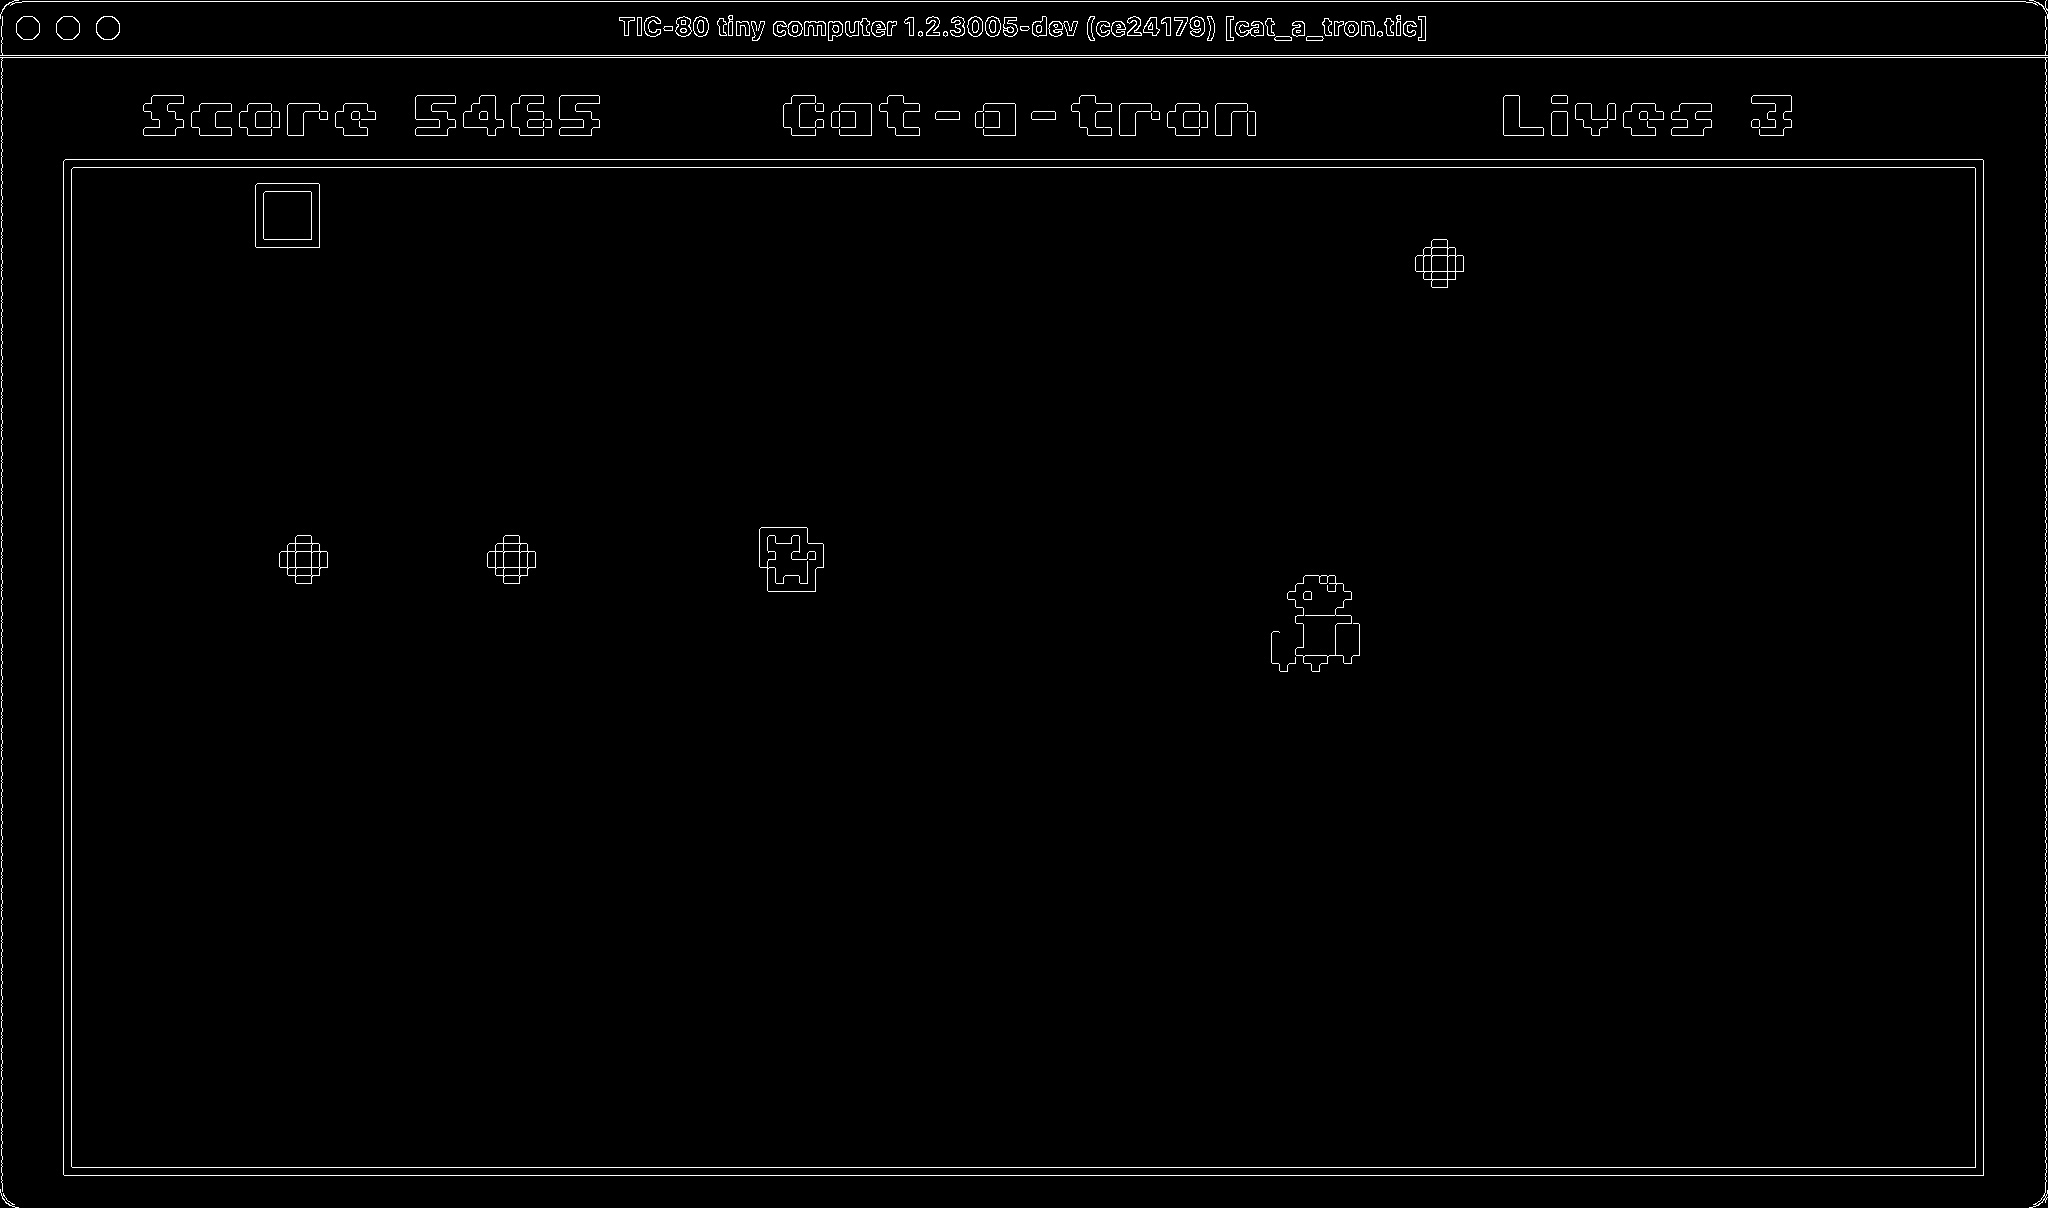 TIC-80 tiny computer 1.2.3005-dev (ce24179) [cat_a_tron.tic]
Score 5465 Cat-a-tron Lives 3